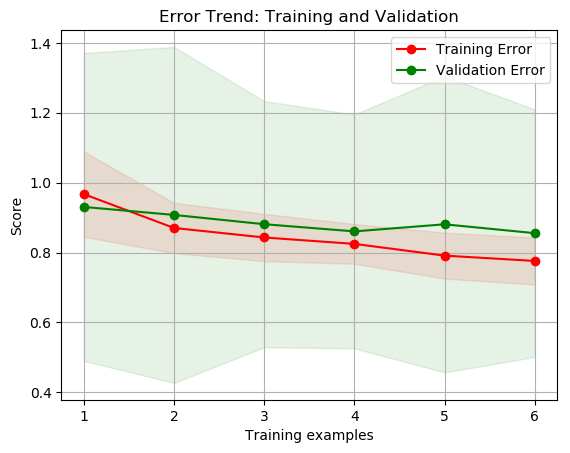 Error Trend: Training and Validation
Training Error
Validation Error
Score
1.4
1.2
1.0
0.8
0.6
0.4
1 2 3 4 5 6
Training examples